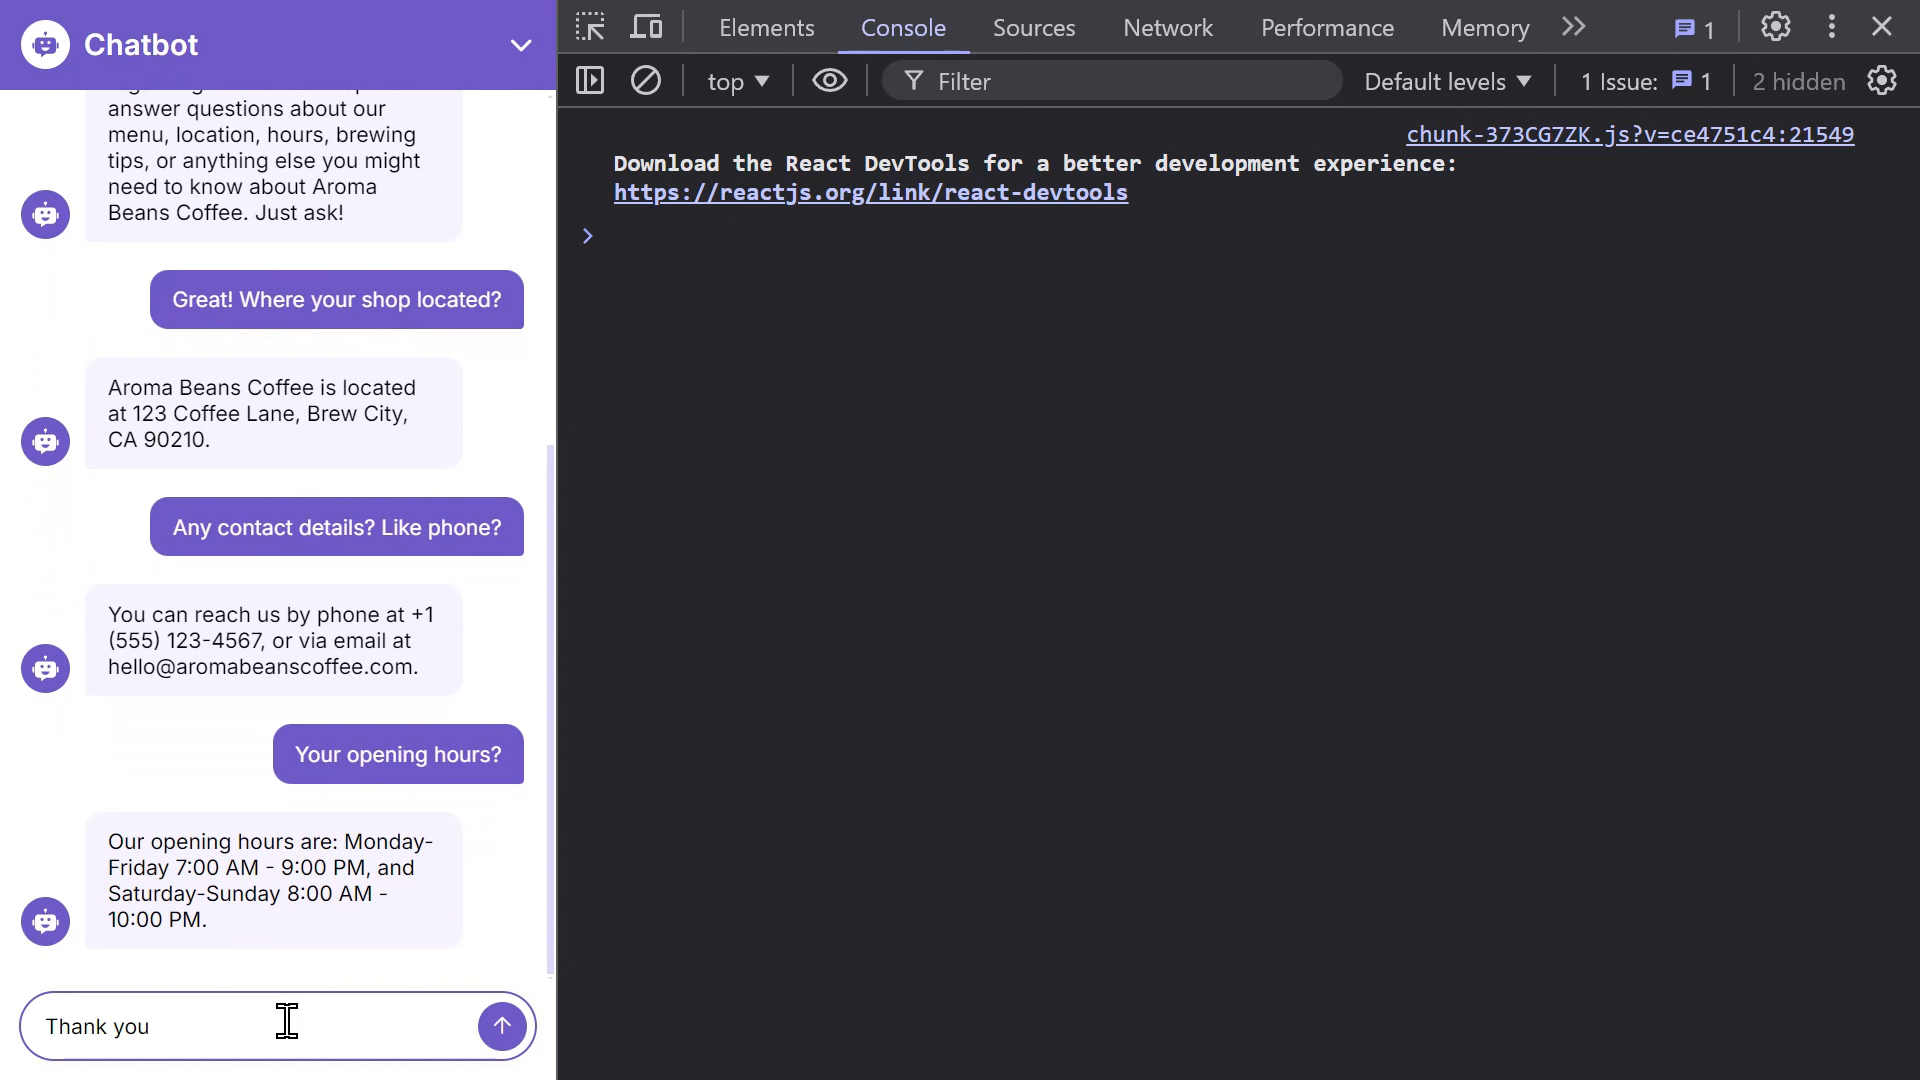 Chatbot
answer questions about our
menu, location, hours, brewing
tips, or anything else you might
need to know about Aroma
Beans Coffee. Just ask!
Great! Where your shop located?
Aroma Beans Coffee is located
at 123 Coffee Lane, Brew City,
CA 90210.
Any contact details? Like phone?
You can reach us by phone at +1
(555) 123-4567, or via email at
hello@aromabeanscoffee.com.
Your opening hours?
Our opening hours are: Monday-
Friday 7:00 AM - 9:00 PM, and
Saturday-Sunday 8:00 AM -
10:00 PM.
Thank you
Elements Console Sources Network Performance Memory 1
top Filter Default levels 1 Issue: 1 2 hidden
chunk-373CG7ZK.js?v=ce4751c4:21549
Download the React DevTools for a better development experience:
https://reactjs.org/link/react-devtools